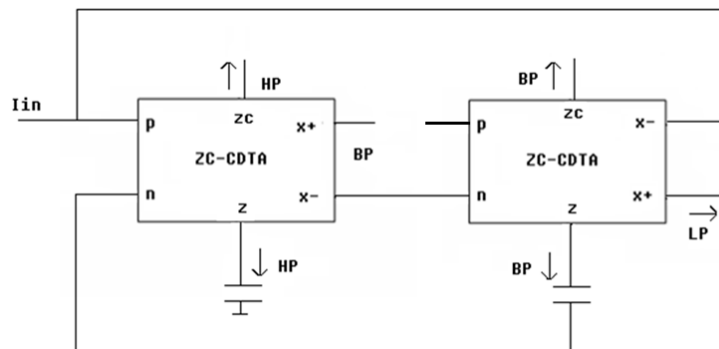 Iin
HP
BP
p
zc
x+
ZC-CDTA
BP
n
x-
z
HP
p
zc
x-
ZC-CDTA
n
x+
z
LP
BP